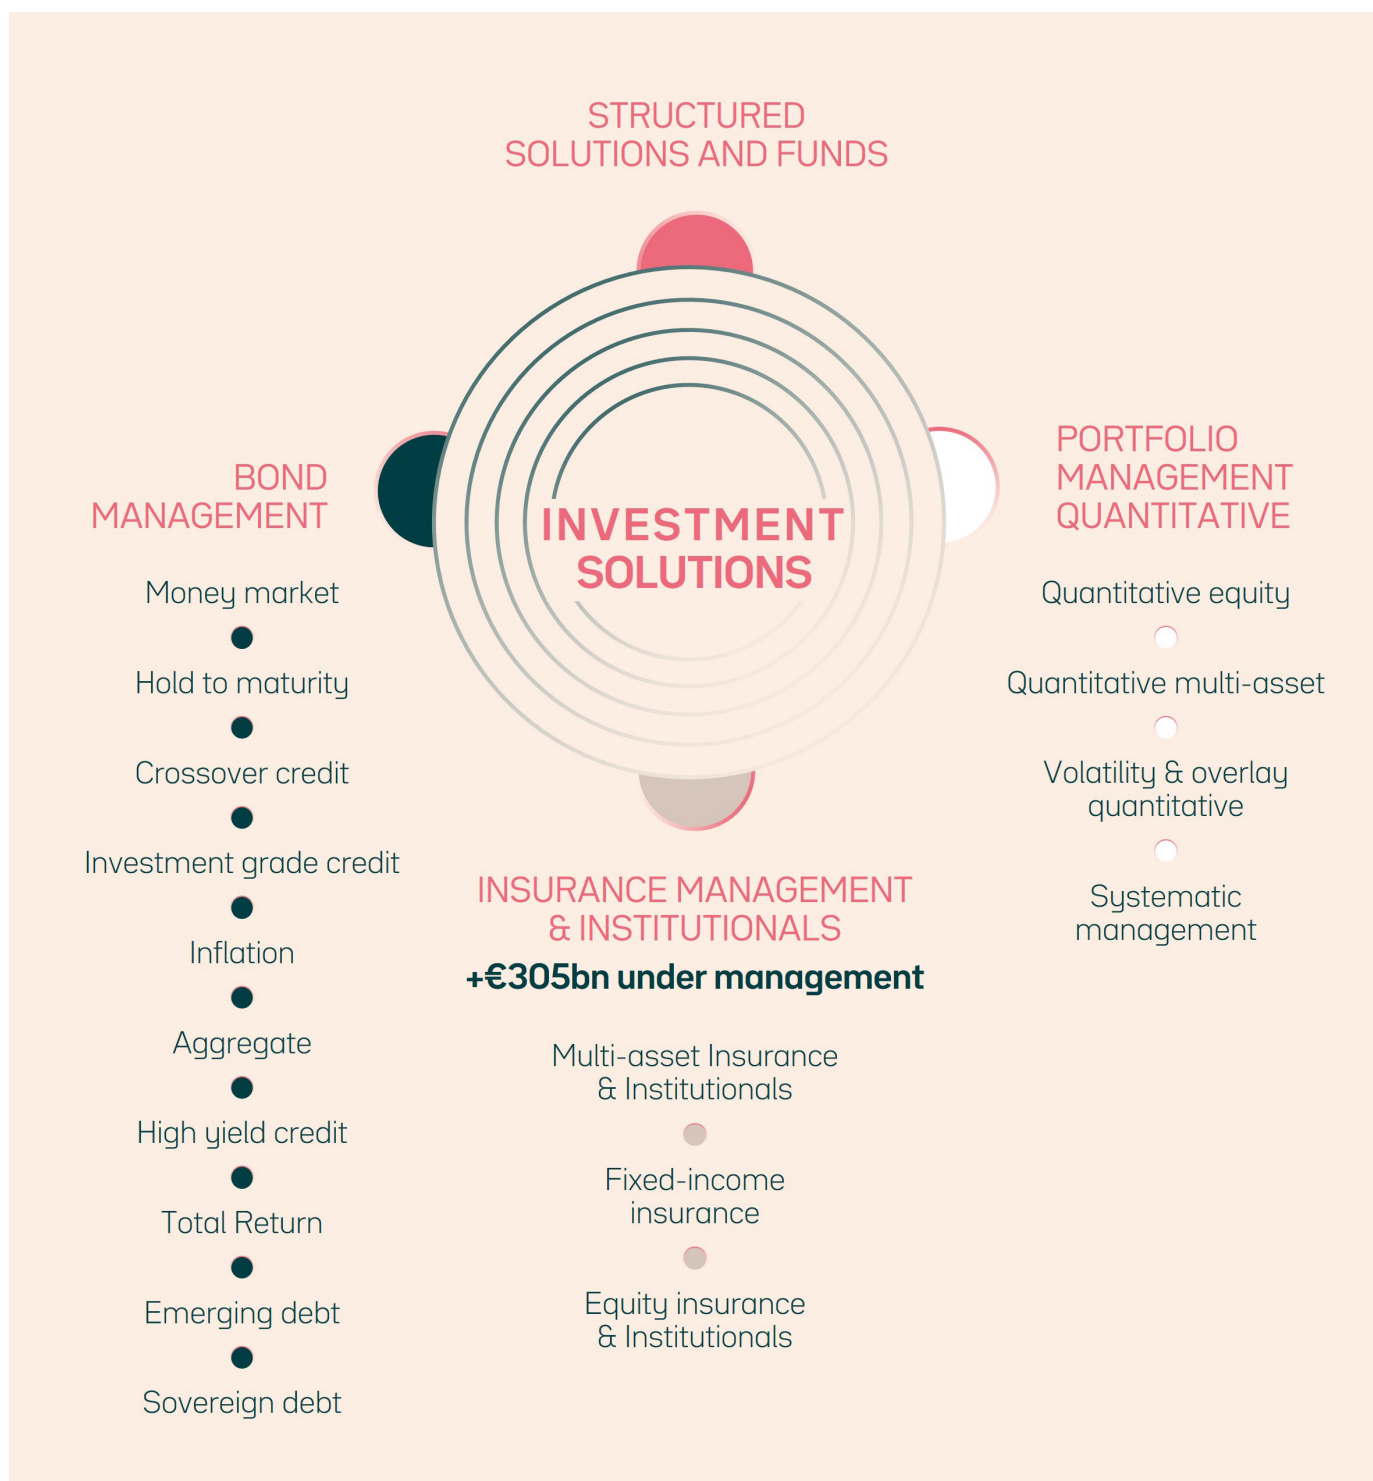 STRUCTURED
SOLUTIONS AND FUNDS
INVESTMENT
SOLUTIONS
BOND
MANAGEMENT
Money market
Hold to maturity
Crossover credit
Investment grade credit
Inflation
Aggregate
High yield credit
Total Return
Emerging debt
Sovereign debt
INSURANCE MANAGEMENT
& INSTITUTIONALS
+€305bn under management
Multi-asset Insurance
& Institutionals
Fixed-income
insurance
Equity insurance
& Institutionals
PORTFOLIO
MANAGEMENT
QUANTITATIVE
Quantitative equity
Quantitative multi-asset
Volatility & overlay
quantitative
Systematic
management